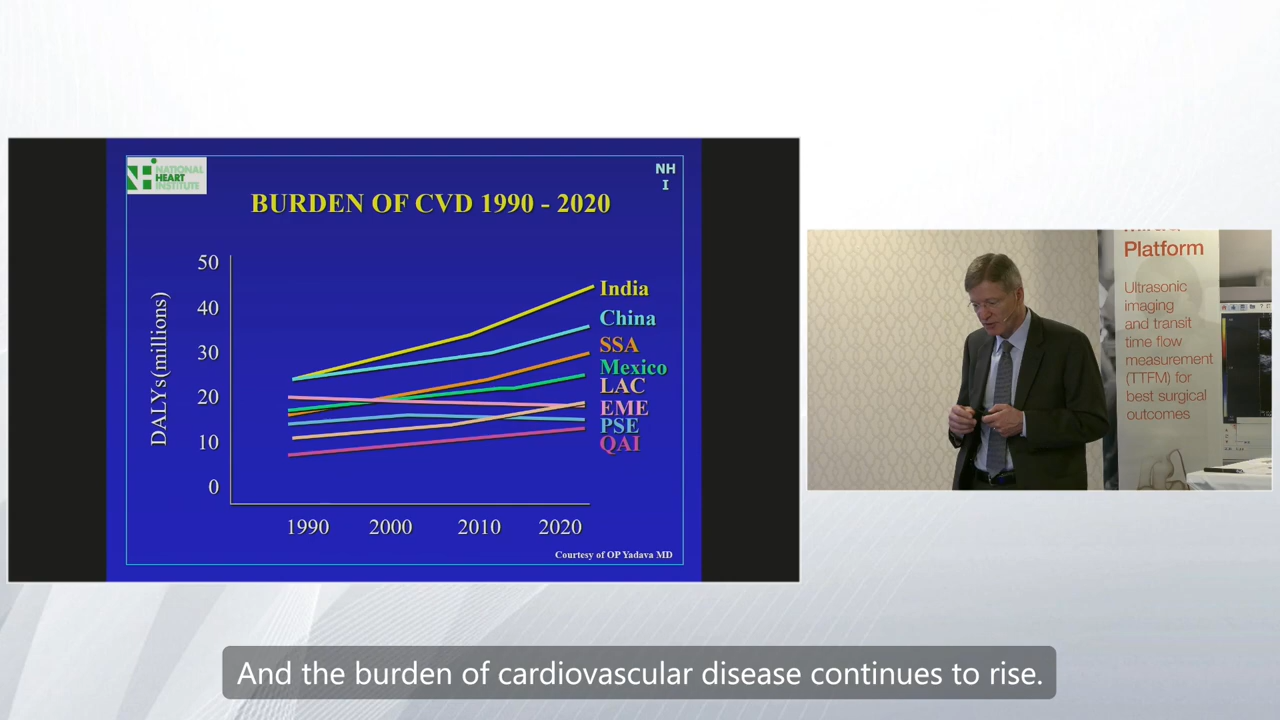 NATIONAL
HEART
INSTITUTE
NH
I
BURDEN OF CVD 1990 - 2020
DALYs(millions)
50
40
30
20
10
0
1990
2000
2010
2020
India
China
SSA
Mexico
LAC
EME
PSE
QAI
Courtesy of OP Yadava MD
Platform
Ultrasonic
imaging
and transit
time flow
measurement
(TTFM) for
best surgical
outcomes
And the burden of cardiovascular disease continues to rise.